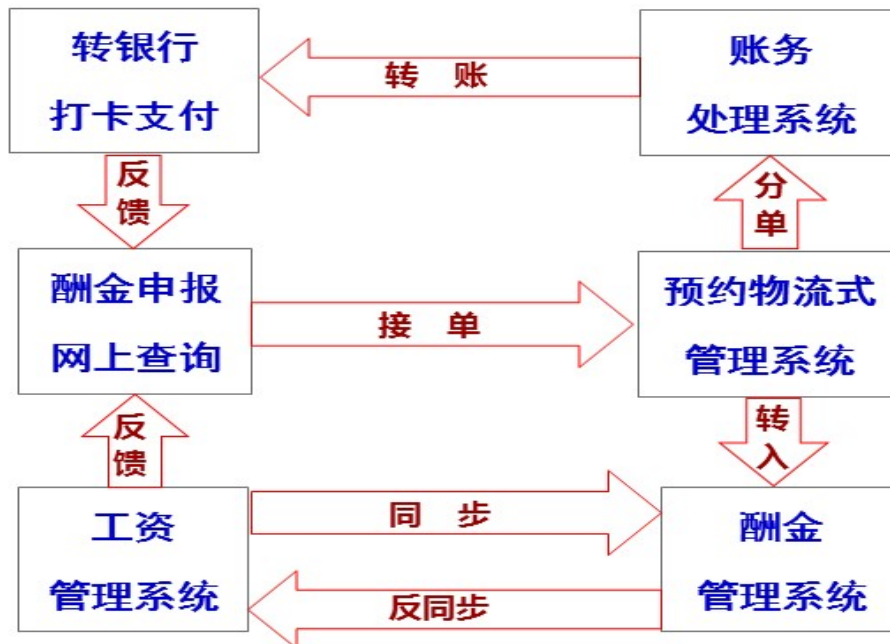 转银行
打卡支付
转 账
账务
处理系统
反
馈
分
单
酬金申报
网上查询
接 单
预约物流式
管理系统
反
馈
转
入
工资
管理系统
同 步
反同步
酬金
管理系统